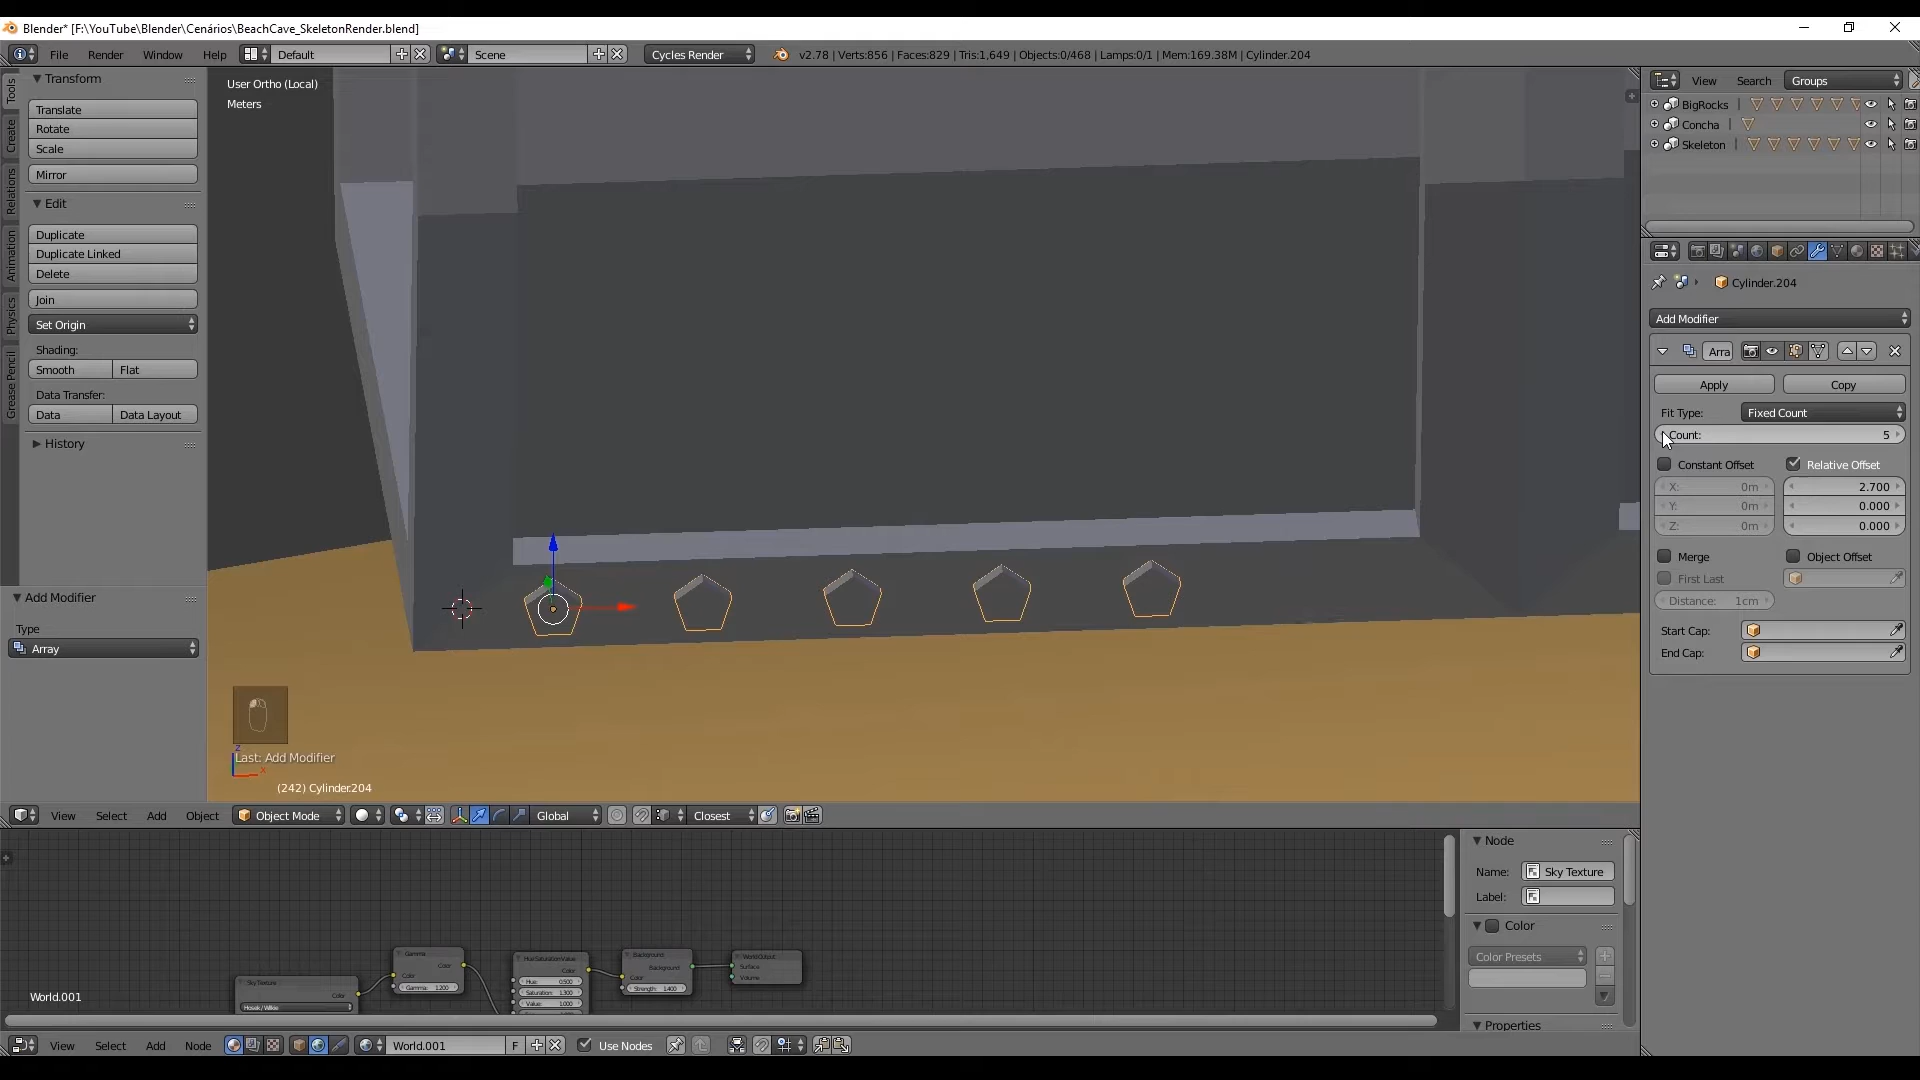 Blender* [F:\YouTube\Blender\Cenários\BeachCave_SkeletonRender.blend]
File Render Window Help Default Scene Cycles Render v2.78 | Verts:856 | Faces:829 | Tris:1,649 | Objects:0/468 | Lamps:0/1 | Mem:169.38M | Cylinder.204
Tools
Create
Relations
Animation
Physics
Grease Pencil
Transform
Translate
Rotate
Scale
Mirror
Edit
Duplicate
Duplicate Linked
Delete
Join
Set Origin
Shading:
Smooth Flat
Data Transfer:
Data Data Layout
History
Add Modifier
Type
Array
User Ortho (Local)
Meters
Last: Add Modifier
z
x
(242) Cylinder.204
View Select Add Object Object Mode Global Closest
View Search Groups
BigRocks
Concha
Skeleton
Cylinder.204
Add Modifier
Arra
Apply Copy
Fit Type: Fixed Count
Count: 5
Constant Offset Relative Offset
X: 0m 2.700
Y: 0m 0.000
Z: 0m 0.000
Merge Object Offset
First Last
Distance: 1cm
Start Cap:
End Cap:
Sky Texture
Color
Hosek / Wilkie
Gamma
Color
Color
Gamma: 1.200
Hue Saturation Value
Color
Hue: 0.500
Saturation: 1.300
Value: 1.000
Background
Background
Color
Strength: 1.400
World Output
Surface
Volume
World.001
Node
Name: Sky Texture
Label:
Color
Color Presets
Properties
View Select Add Node World.001 F Use Nodes